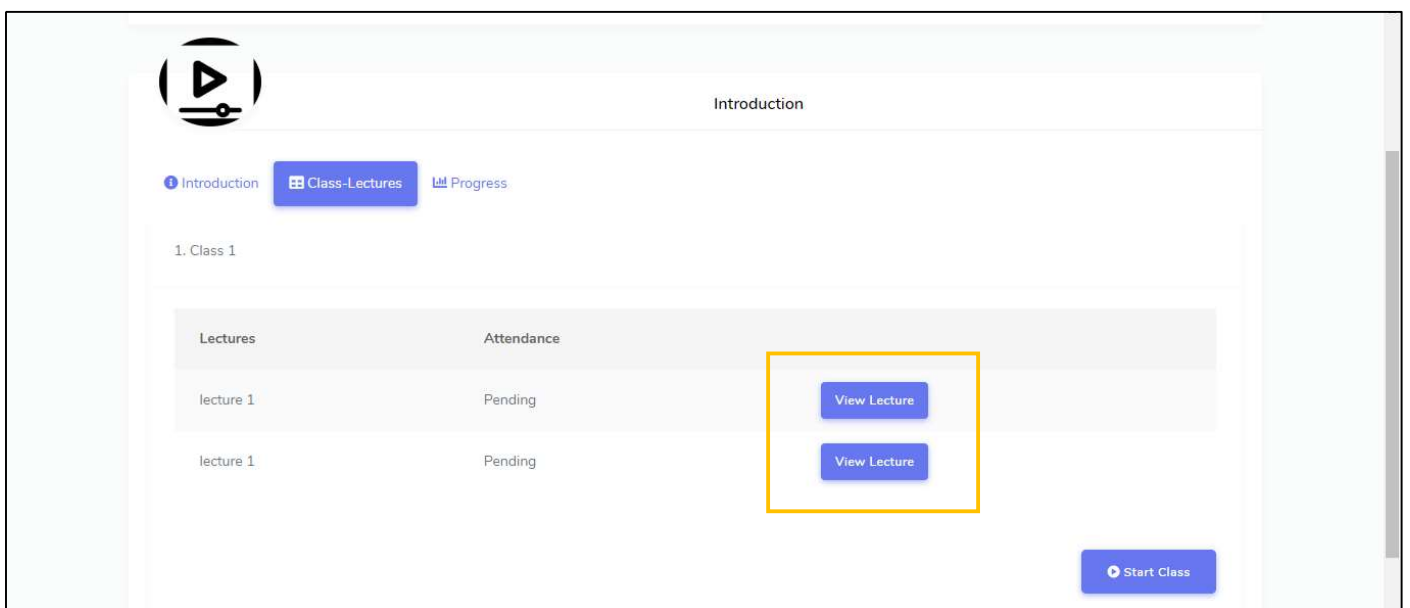 Introduction
Introduction Class-Lectures Progress
1. Class 1
Lectures Attendance
lecture 1 Pending View Lecture
lecture 1 Pending View Lecture
Start Class